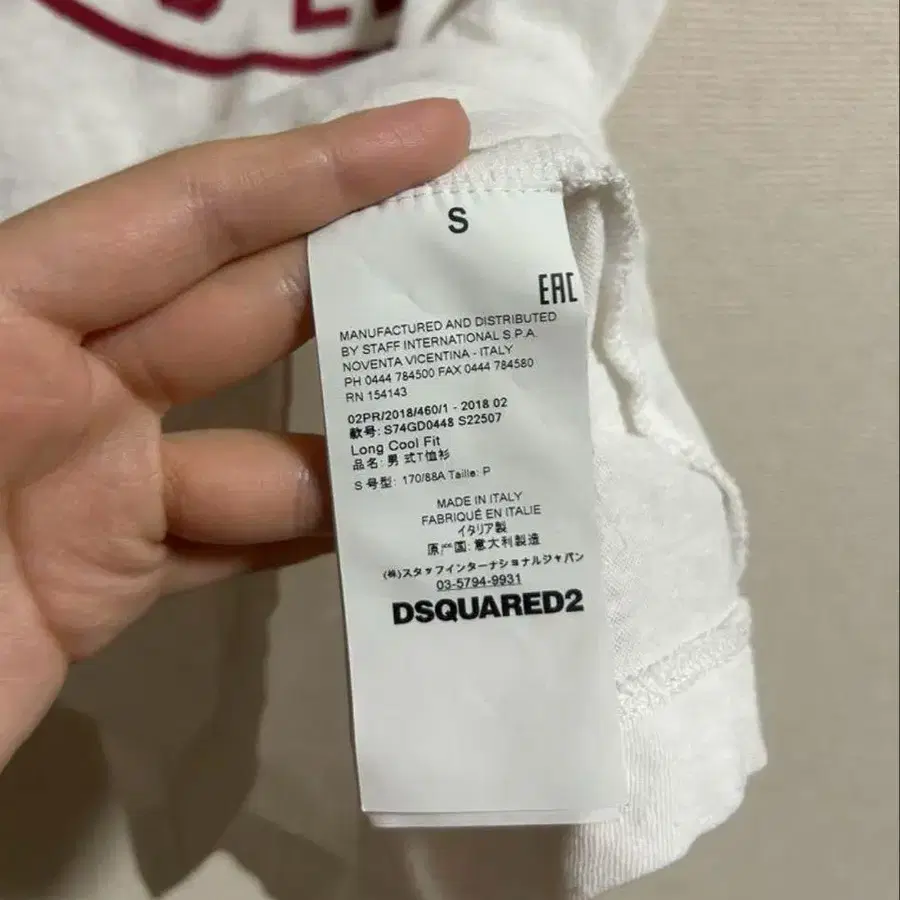 S
EAC
MANUFACTURED AND DISTRIBUTED
BY STAFF INTERNATIONAL S.P.A.
NOVENTA VICENTINA - ITALY
PH 0444 784500 FAX 0444 784580
RN 154143
02PR/2018/460/1 - 2018 02
款号: S74GD0448 S22507
Long Cool Fit
品名: 男 式T恤衫
S 号型: 170/88A Taille: P
MADE IN ITALY
FABRIQUÉ EN ITALIE
イタリア製
原产国: 意大利製造
(株)スタッフインターナショナルジャパン
03-5794-9931
DSQUARED2